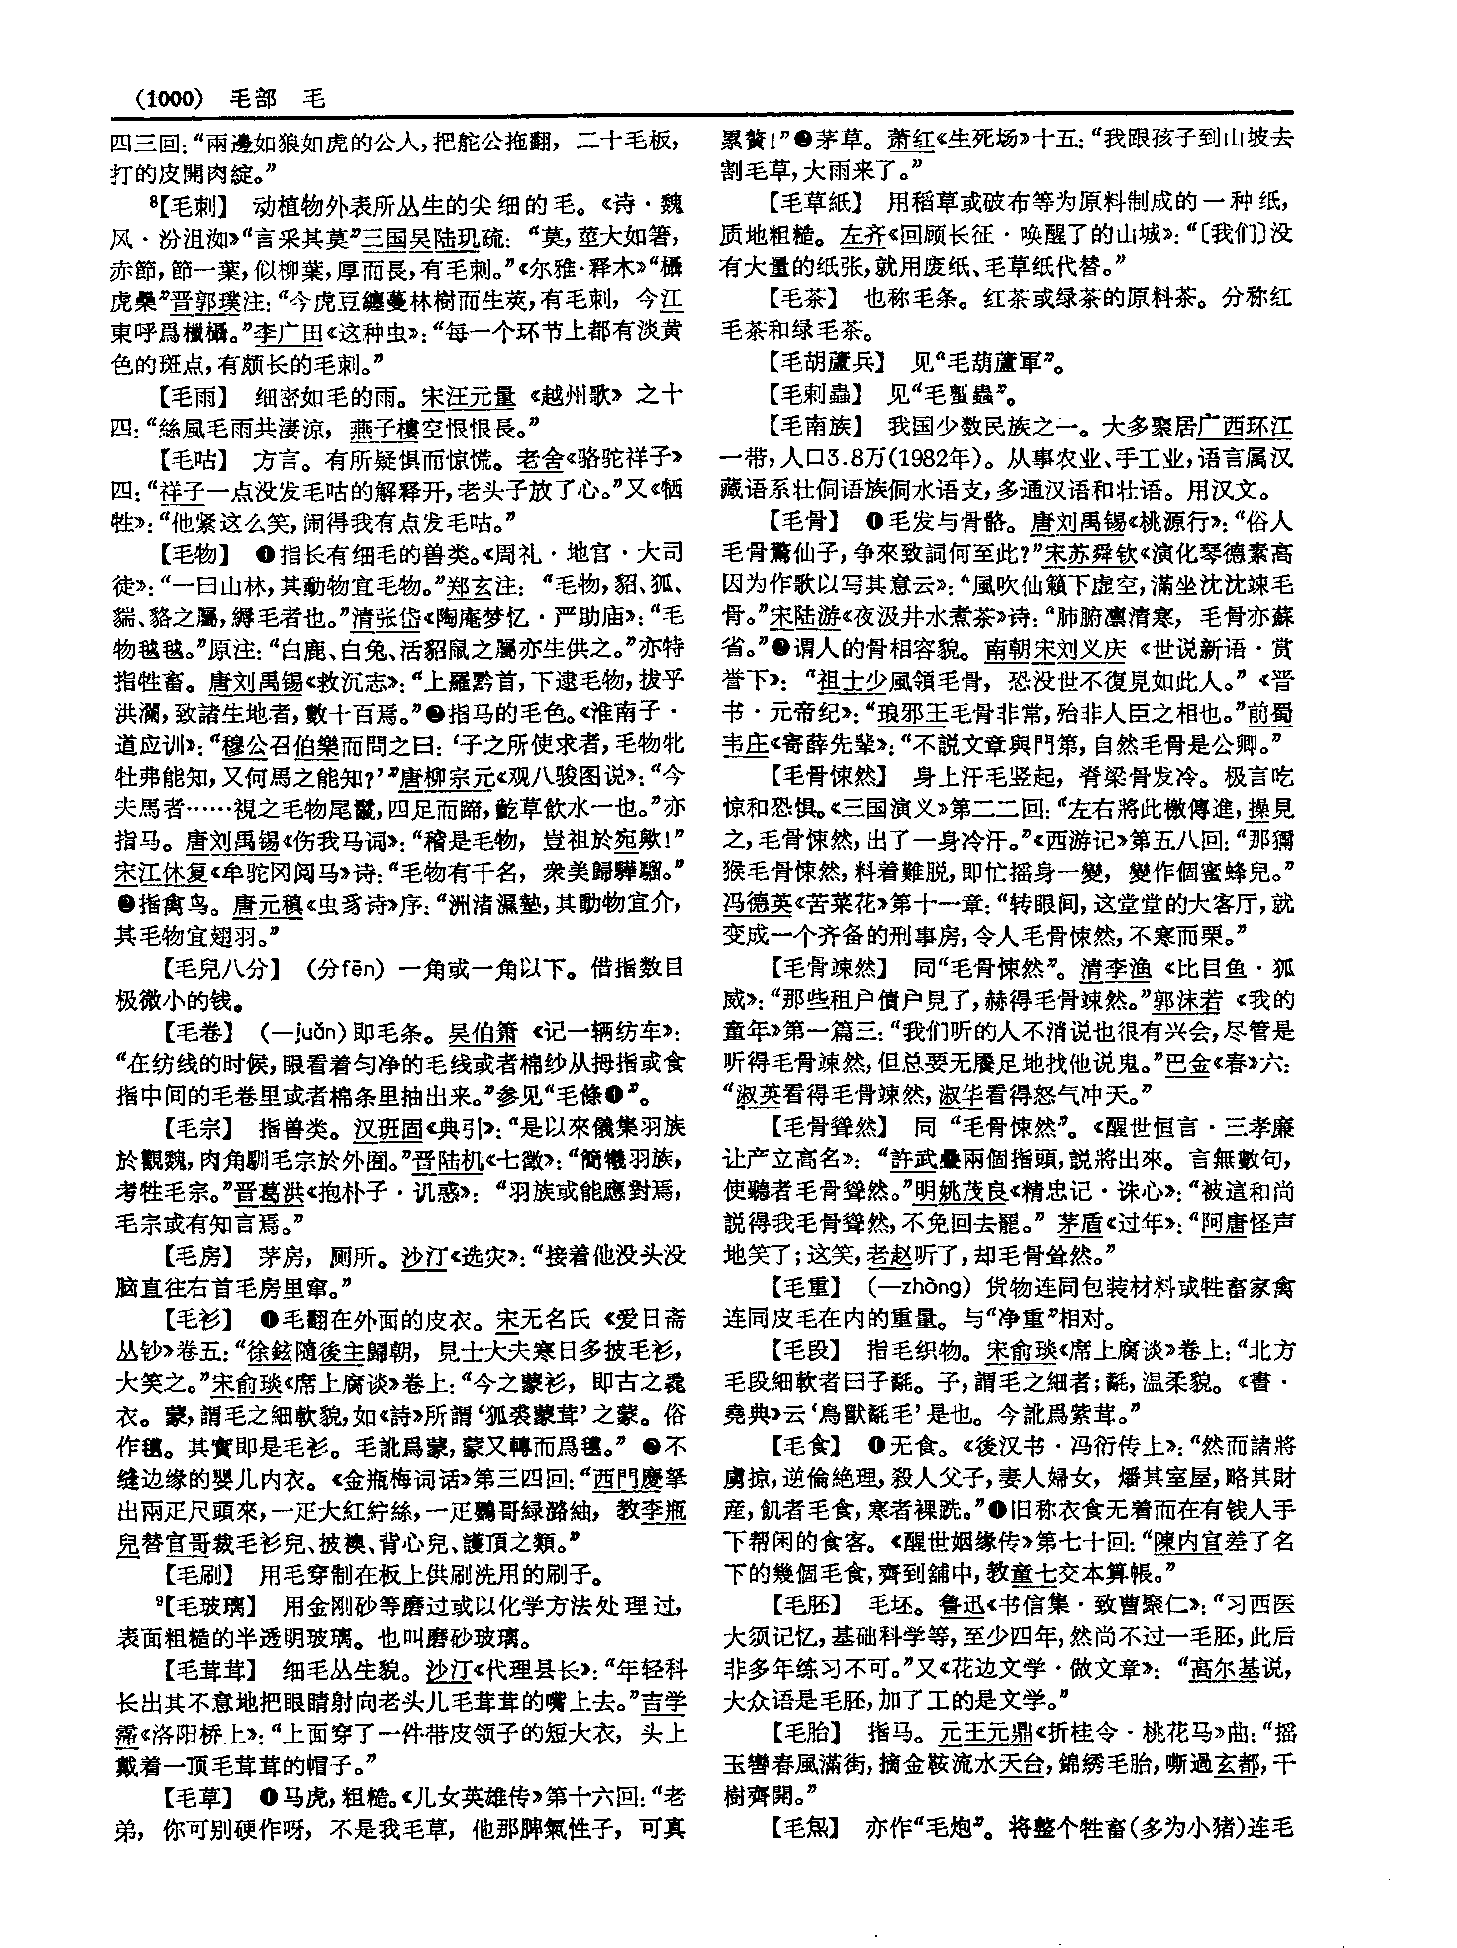 (1000) 毛部 毛
四三回：“兩邊如狼如虎的公人，把舵公拖翻，二十毛板，
打的皮開肉綻。”
⁸【毛刺】 动植物外表所丛生的尖细的毛。《诗·魏
风·汾沮洳》“言采其莫”三国吴陆玑疏：“莫，莖大如箸，
赤節，節一葉，似柳葉，厚而長，有毛刺。”《尔雅·释木》“欇，
虎櫐”晋郭璞注：“今虎豆纏蔓林樹而生莢，有毛刺，今江
東呼爲欇。”李广田《这种虫》：“每一个环节上都有淡黄
色的斑点，有颇长的毛刺。”
【毛雨】 细密如毛的雨。宋汪元量《越州歌》之十
四：“絲風毛雨共淒涼，燕子樓空恨恨長。”
【毛咕】 方言。有所疑惧而惊慌。老舍《骆驼祥子》
四：“祥子一点没发毛咕的解释开，老头子放了心。”又《牺
牲》：“他紧这么笑，闹得我有点发毛咕。”
【毛物】 ❶指长有细毛的兽类。《周礼·地官·大司
徒》：“一曰山林，其動物宜毛物。”郑玄注：“毛物，貂、狐、
貒、貉之屬，縟毛者也。”清张岱《陶庵梦忆·严助庙》：“毛
物毧毧。”原注：“白鹿、白兔、活貂鼠之屬亦生供之。”亦特
指牲畜。唐刘禹锡《救沉志》：“上羅黔首，下逮毛物，拔乎
洪瀾，致諸生地者，數十百焉。”❷指马的毛色。《淮南子·
道应训》：“穆公召伯樂而問之曰：‘子之所使求者，毛物牝
牡弗能知，又何馬之能知？’”唐柳宗元《观八骏图说》：“今
夫馬者……視之毛物尾鬣，四足而蹄，齕草飲水一也。”亦
指马。唐刘禹锡《伤我马词》：“稽是毛物，豈祖於宛歟！”
宋江休复《牟驼冈阅马》诗：“毛物有千名，衆美歸驊騮。”
❸指禽鸟。唐元稹《虫豸诗》序：“洲渚濕墊，其動物宜介，
其毛物宜翅羽。”
【毛兒八分】 （分fēn）一角或一角以下。借指数目
极微小的钱。
【毛卷】 （—juǎn）即毛条。吴伯箫《记一辆纺车》：
“在纺线的时候，眼看着匀净的毛线或者棉纱从拇指或食
指中间的毛卷里或者棉条里抽出来。”参见“毛條❶”。
【毛宗】 指兽类。汉班固《典引》：“是以來儀集羽族
於觀魏，肉角馴毛宗於外囿。”晋陆机《七徵》：“簡犧羽族，
考牲毛宗。”晋葛洪《抱朴子·讥惑》：“羽族或能應對焉，
毛宗或有知言焉。”
【毛房】 茅房，厕所。沙汀《选灾》：“接着他没头没
脑直往右首毛房里窜。”
【毛衫】 ❶毛翻在外面的皮衣。宋无名氏《爱日斋
丛钞》卷五：“徐鉉隨後主歸朝，見士大夫寒日多披毛衫，
大笑之。”宋俞琰《席上腐谈》卷上：“今之蒙衫，即古之毳
衣。蒙，謂毛之細軟貌，如《詩》所謂‘狐裘蒙茸’之蒙。俗
作氀。其實即是毛衫。毛訛爲蒙，蒙又轉而爲氀。”❷不
缝边缘的婴儿内衣。《金瓶梅词话》第三四回：“西門慶拏
出兩疋尺頭來，一疋大紅紵絲，一疋鸚哥緑潞紬，教李瓶
兒替官哥裁毛衫兒、披襖、背心兒、護頂之類。”
【毛刷】 用毛穿制在板上供刷洗用的刷子。
⁹【毛玻璃】 用金刚砂等磨过或以化学方法处理过，
表面粗糙的半透明玻璃。也叫磨砂玻璃。
【毛茸茸】 细毛丛生貌。沙汀《代理县长》：“年轻科
长出其不意地把眼睛射向老头儿毛茸茸的嘴上去。”吉学
霈《洛阳桥上》：“上面穿了一件带皮领子的短大衣，头上
戴着一顶毛茸茸的帽子。”
【毛草】 ❶马虎，粗糙。《儿女英雄传》第十六回：“老
弟，你可别硬作呀，不是我毛草，他那脾氣性子，可真
累贅！”❷茅草。萧红《生死场》十五：“我跟孩子到山坡去
割毛草，大雨来了。”
【毛草紙】 用稻草或破布等为原料制成的一种纸，
质地粗糙。左齐《回顾长征·唤醒了的山城》：“〔我们〕没
有大量的纸张，就用废纸、毛草纸代替。”
【毛茶】 也称毛条。红茶或绿茶的原料茶。分称红
毛茶和绿毛茶。
【毛胡蘆兵】 见“毛葫蘆軍”。
【毛剌蟲】 见“毛蝥蟲”。
【毛南族】 我国少数民族之一。大多聚居广西环江
一带，人口3.8万(1982年)。从事农业、手工业，语言属汉
藏语系壮侗语族侗水语支，多通汉语和壮语。用汉文。
【毛骨】 ❶毛发与骨骼。唐刘禹锡《桃源行》：“俗人
毛骨驚仙子，争來致詞何至此？”宋苏舜钦《演化琴德素高
因为作歌以写其意云》：“風吹仙籟下虚空，滿坐沈沈竦毛
骨。”宋陆游《夜汲井水煮茶》诗：“肺腑凛清寒，毛骨亦蘇
省。”❷谓人的骨相容貌。南朝宋刘义庆《世说新语·赏
誉下》：“祖士少風領毛骨，恐没世不復見如此人。”《晋
书·元帝纪》：“琅邪王毛骨非常，殆非人臣之相也。”前蜀
韦庄《寄薛先辈》：“不説文章與門第，自然毛骨是公卿。”
【毛骨悚然】 身上汗毛竖起，脊梁骨发冷。极言吃
惊和恐惧。《三国演义》第二二回：“左右將此檄傳進，操見
之，毛骨悚然，出了一身冷汗。”《西游记》第五八回：“那獼
猴毛骨悚然，料着難脱，即忙摇身一變，變作個蜜蜂兒。”
冯德英《苦菜花》第十一章：“转眼间，这堂堂的大客厅，就
变成一个齐备的刑事房，令人毛骨悚然，不寒而栗。”
【毛骨竦然】 同“毛骨悚然”。清李渔《比目鱼·狐
威》：“那些租户債户見了，赫得毛骨竦然。”郭沫若《我的
童年》第一篇三：“我们听的人不消说也很有兴会，尽管是
听得毛骨竦然，但总要无餍足地找他说鬼。”巴金《春》六：
“淑英看得毛骨竦然，淑华看得怒气冲天。”
【毛骨聳然】 同“毛骨悚然”。《醒世恒言·三孝廉
让产立高名》：“許武疊兩個指頭，説將出來。言無數句，
使聽者毛骨聳然。”明姚茂良《精忠记·诛心》：“被這和尚
説得我毛骨聳然，不免回去罷。”茅盾《过年》：“阿唐怪声
地笑了；这笑，老赵听了，却毛骨耸然。”
【毛重】 （—zhòng）货物连同包装材料或牲畜家禽
连同皮毛在内的重量。与“净重”相对。
【毛段】 指毛织物。宋俞琰《席上腐谈》卷上：“北方
毛段細軟者曰子氄。子，謂毛之細者；氄，温柔貌。《書·
堯典》云‘鳥獸氄毛’是也。今訛爲紫茸。”
【毛食】 ❶无食。《後汉书·冯衍传上》：“然而諸將
虜掠，逆倫絶理，殺人父子，妻人婦女，燔其室屋，略其財
産，飢者毛食，寒者裸跣。”❶旧称衣食无着而在有钱人手
下帮闲的食客。《醒世姻缘传》第七十回：“陳内官差了名
下的幾個毛食，齊到舖中，教童七交本算帳。”
【毛胚】 毛坯。鲁迅《书信集·致曹聚仁》：“习西医
大须记忆，基础科学等，至少四年，然尚不过一毛胚，此后
非多年练习不可。”又《花边文学·做文章》：“高尔基说，
大众语是毛胚，加了工的是文学。”
【毛胎】 指马。元王元鼎《折桂令·桃花马》曲：“摇
玉轡春風滿街，摘金鞍流水天台，錦綉毛胎，嘶過玄都，千
樹齊開。”
【毛炰】 亦作“毛炮”。将整个牲畜(多为小猪)连毛